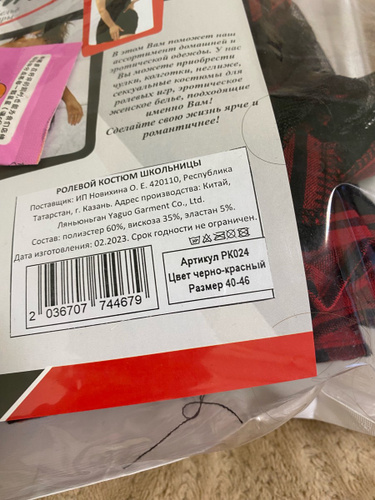 В этом Вам поможет наш
ассортимент домашней и
эротической одежды. У нас
Вы можете приобрести
чулки, колготки, неглиже,
сексуальные костюмы для
ролевых игр, эротическое
женское белье, подходящие
именно Вам!
Сделайте свою жизнь ярче и
романтичнее!
РОЛЕВОЙ КОСТЮМ ШКОЛЬНИЦЫ
Поставщик: ИП Новихина О. Е. 420110, Республика
Татарстан, г. Казань. Адрес производства: Китай,
Ляньюньган Yaguo Garment Co., Ltd.
Состав: полиэстер 60%, вискоза 35%, эластан 5%.
Дата изготовления: 02.2023. Срок годности не ограничен.
Артикул РК024
Цвет черно-красный
Размер 40-46
2 036707 744679